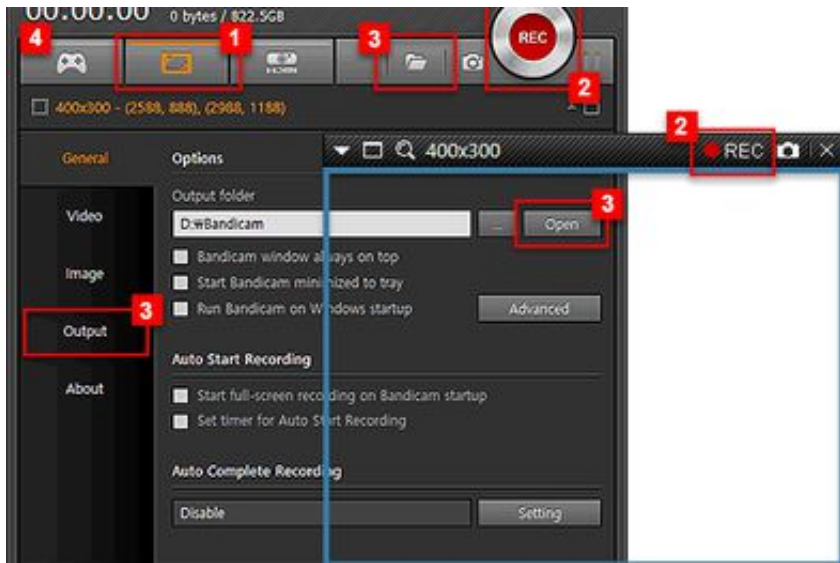 00:00:00 0 bytes / 822.5GB
REC
4
1
3
HDMI
2
400x300 - (2588, 888), (2988, 1188)
2
400x300
REC
General
Options
Output folder
3
Video
D:₩Bandicam
... Open
Bandicam window always on top
Image
Start Bandicam minimized to tray
3
Run Bandicam on Windows startup
Advanced
Output
Auto Start Recording
About
Start full-screen recording on Bandicam startup
Set timer for Auto Start Recording
Auto Complete Recording
Disable
Setting